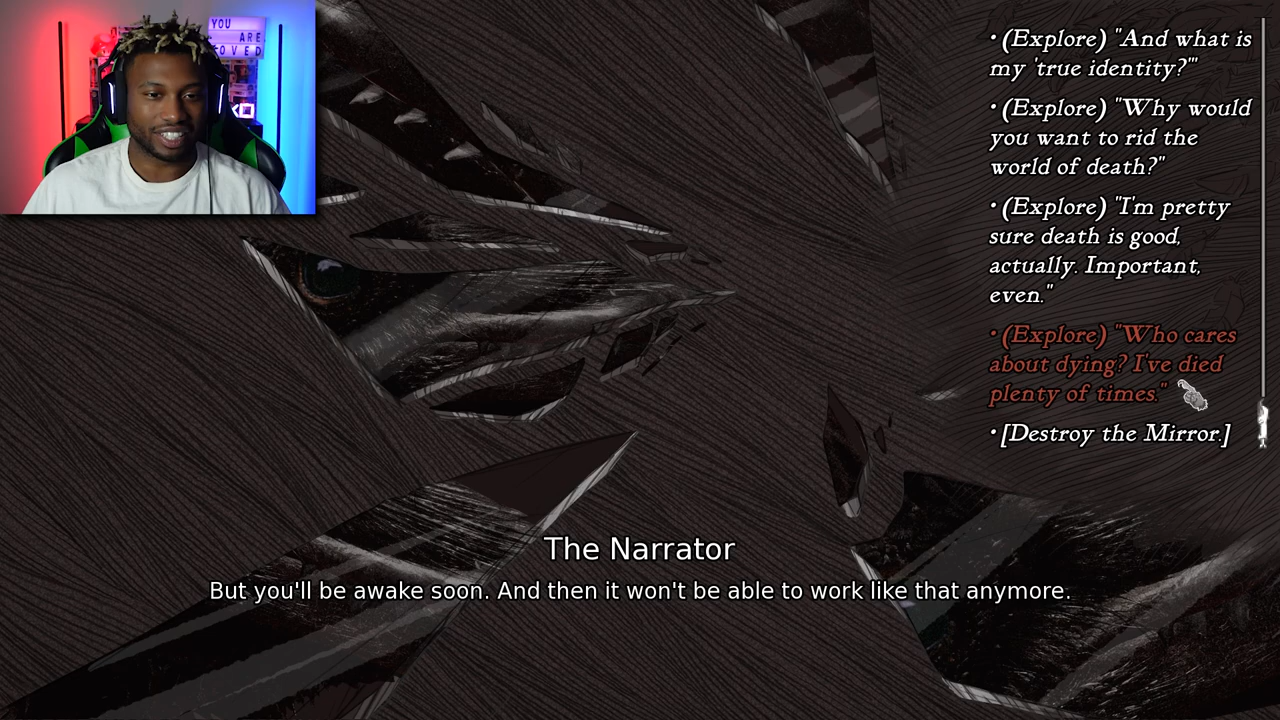 YOU
ARE
LOVED
• (Explore) "And what is
my 'true identity?'"
• (Explore) "Why would
you want to rid the
world of death?"
• (Explore) "I'm pretty
sure death is good,
actually. Important,
even."
• (Explore) "Who cares
about dying? I've died
plenty of times."
• [Destroy the Mirror.]
The Narrator
But you'll be awake soon. And then it won't be able to work like that anymore.